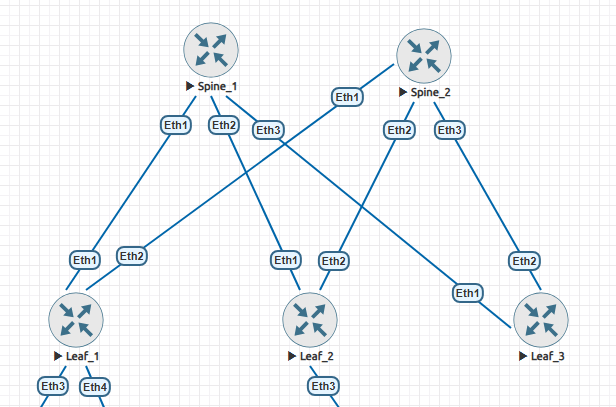 Spine_1
Spine_2
Eth1
Eth1
Eth2
Eth3
Eth2
Eth3
Eth1
Eth2
Eth1
Eth2
Eth2
Eth1
Leaf_1
Leaf_2
Leaf_3
Eth3
Eth4
Eth3